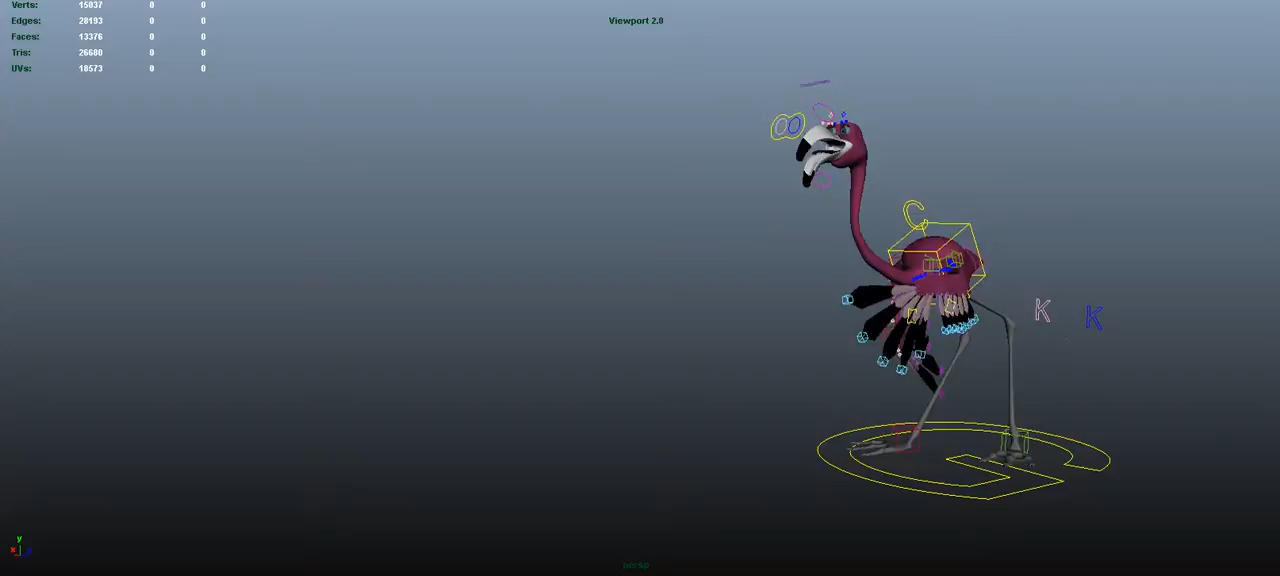 Verts: 15037 0 0
Edges: 28193 0 0
Faces: 13376 0 0
Tris: 26680 0 0
UVs: 18573 0 0
Viewport 2.0
C
K K
y
x
persp